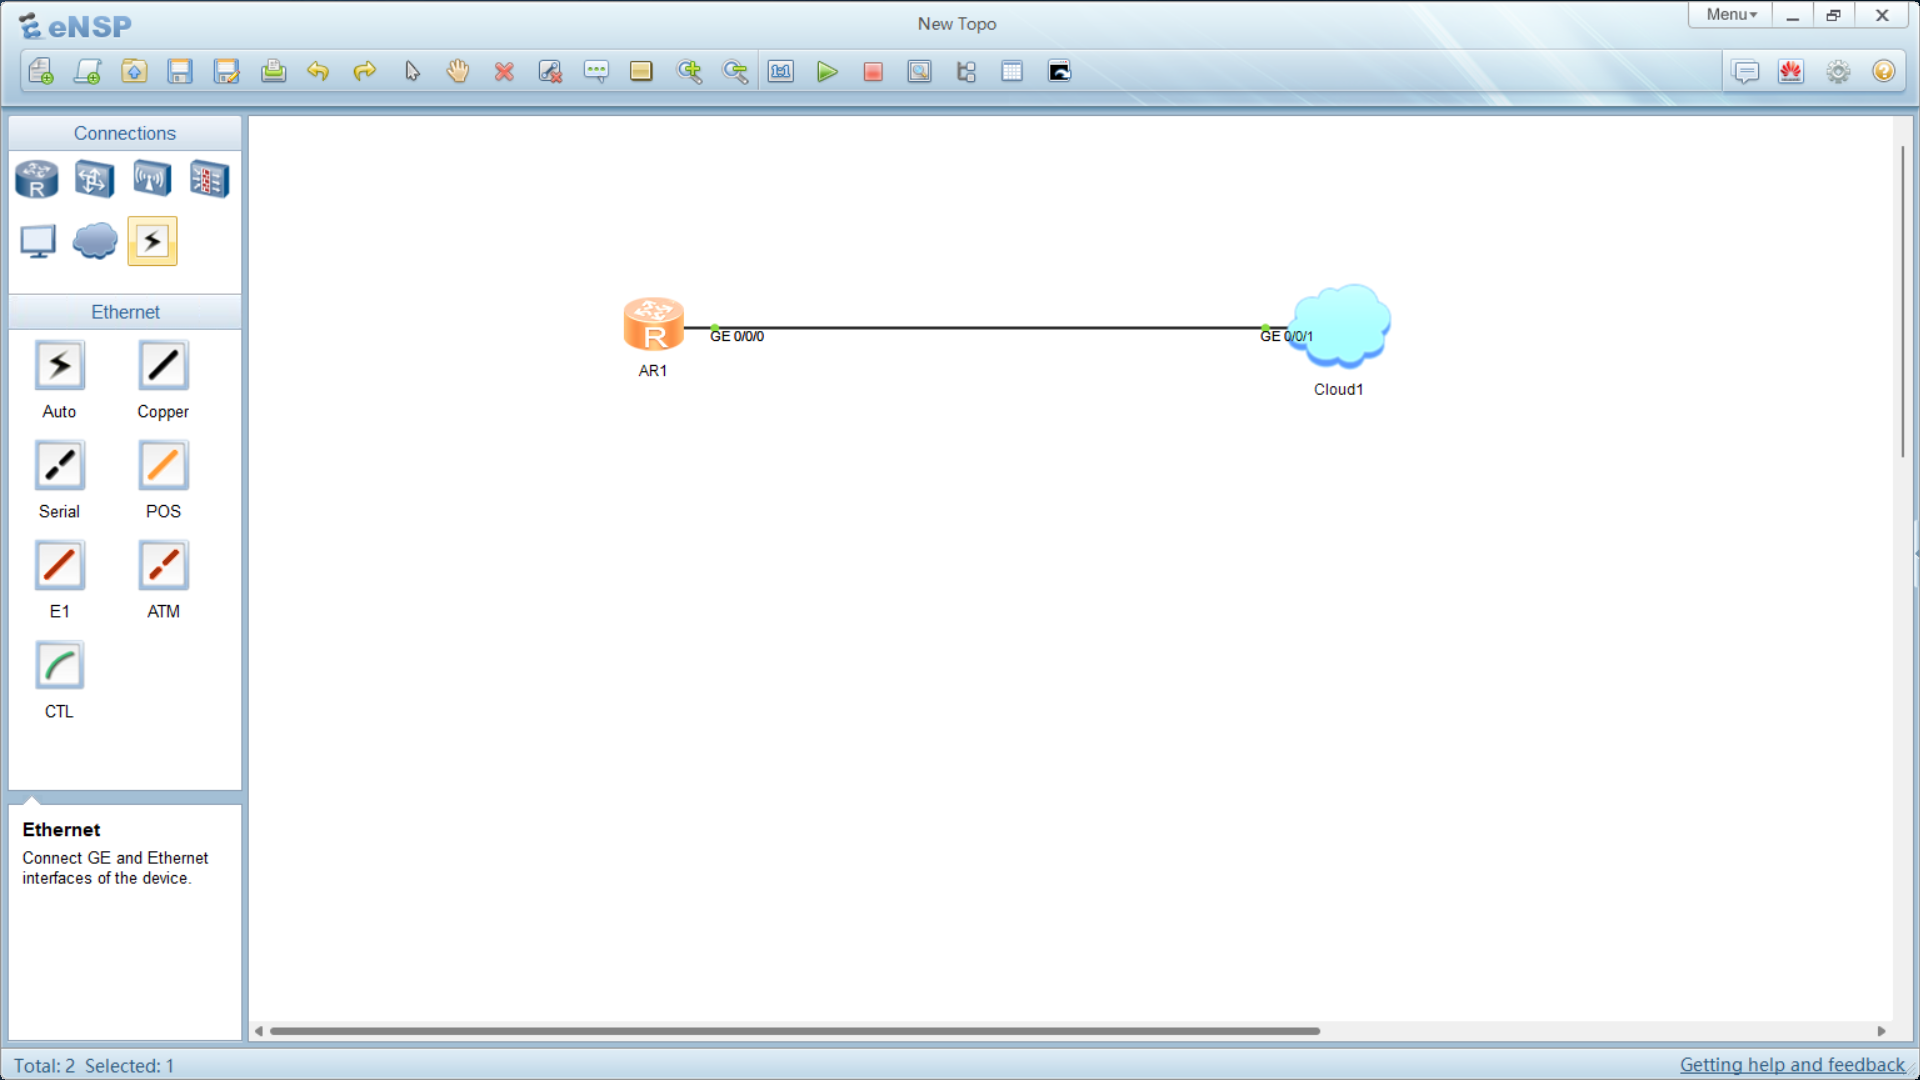 eNSP
New Topo
Menu
1:1
Connections
R
Ethernet
Auto
Copper
Serial
POS
E1
ATM
CTL
Ethernet
Connect GE and Ethernet
interfaces of the device.
R
GE 0/0/0
GE 0/0/1
AR1
Cloud1
Total: 2 Selected: 1
Getting help and feedback